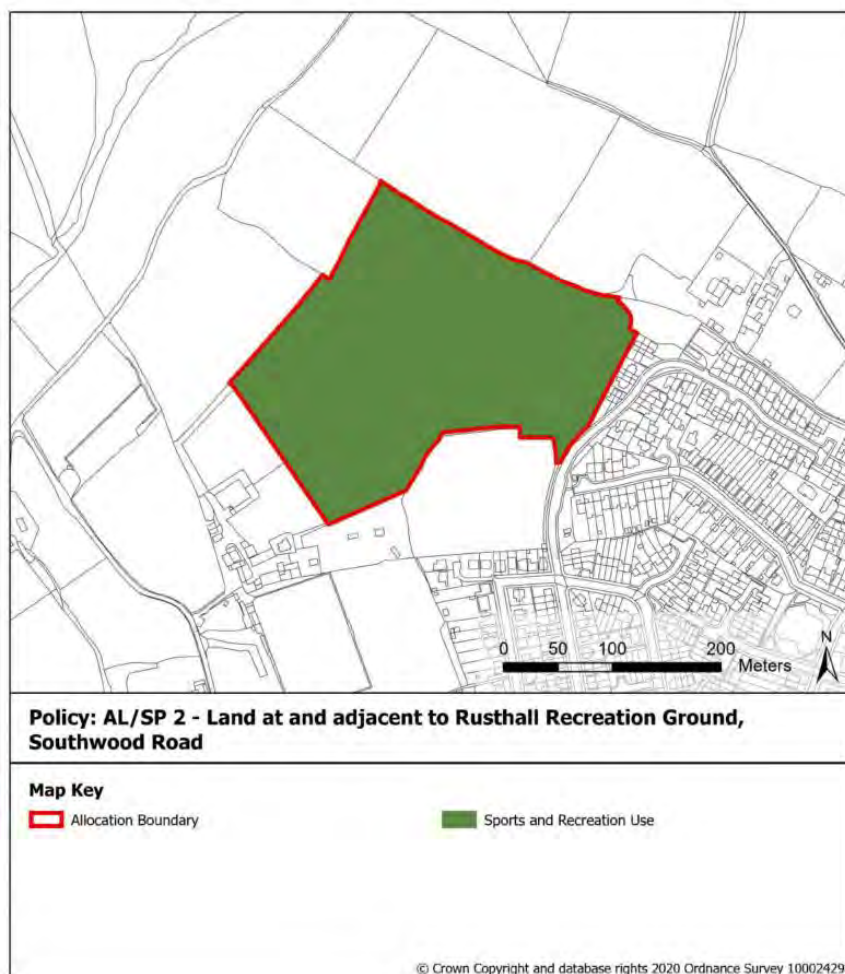 0 50 100 200
Meters
N
Policy: AL/SP 2 - Land at and adjacent to Rusthall Recreation Ground,
Southwood Road
Map Key
Allocation Boundary
Sports and Recreation Use
© Crown Copyright and database rights 2020 Ordnance Survey 10002429